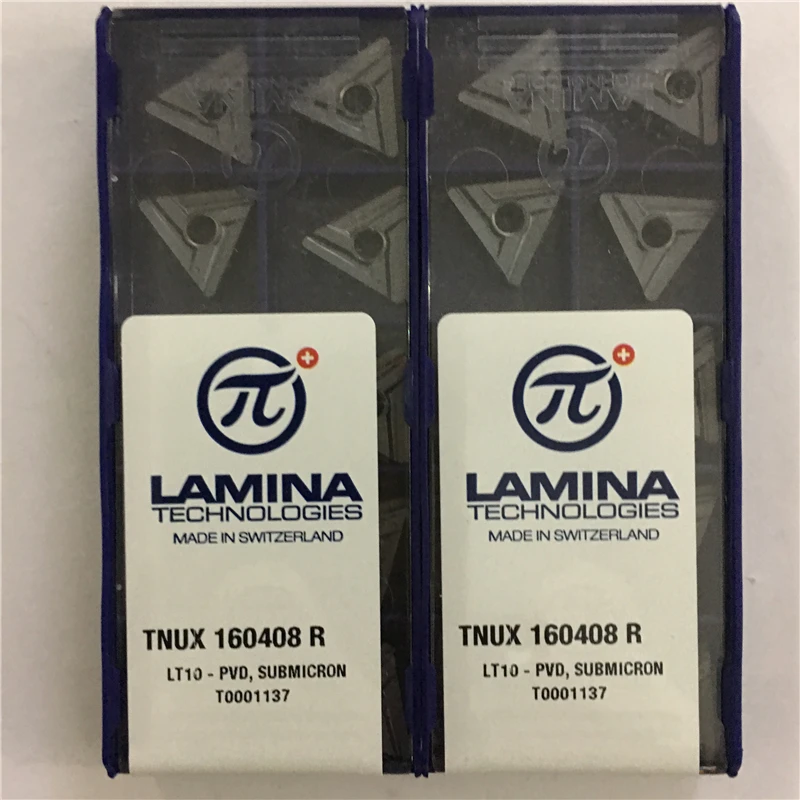 π
LAMINA
TECHNOLOGIES
MADE IN SWITZERLAND
TNUX 160408 R
LT10 - PVD, SUBMICRON
T0001137
π
LAMINA
TECHNOLOGIES
MADE IN SWITZERLAND
TNUX 160408 R
LT10 - PVD, SUBMICRON
T0001137